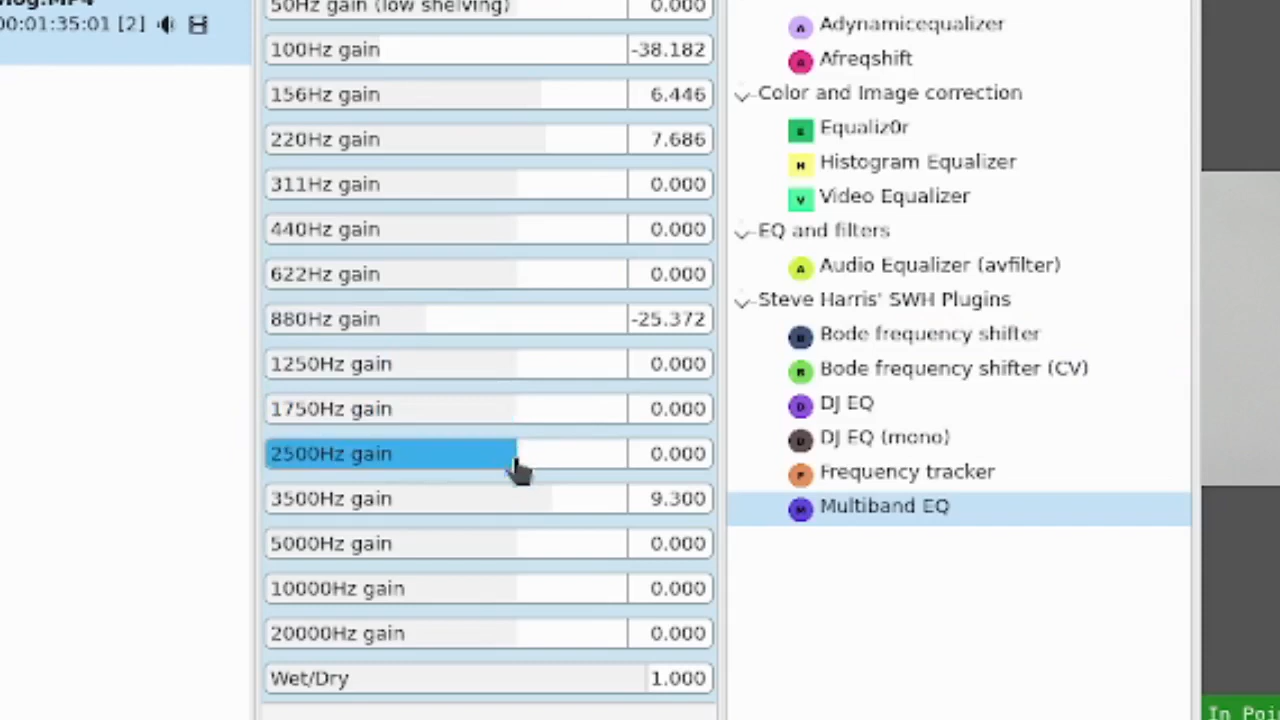 .MP4
00:01:35:01 [2]
50Hz gain (low shelving) 0.000
100Hz gain -38.182
156Hz gain 6.446
220Hz gain 7.686
311Hz gain 0.000
440Hz gain 0.000
622Hz gain 0.000
880Hz gain -25.372
1250Hz gain 0.000
1750Hz gain 0.000
2500Hz gain 0.000
3500Hz gain 9.300
5000Hz gain 0.000
10000Hz gain 0.000
20000Hz gain 0.000
Wet/Dry 1.000
A Adynamicequalizer
A Afreqshift
Color and Image correction
E Equaliz0r
H Histogram Equalizer
V Video Equalizer
EQ and filters
A Audio Equalizer (avfilter)
Steve Harris' SWH Plugins
B Bode frequency shifter
B Bode frequency shifter (CV)
D DJ EQ
D DJ EQ (mono)
F Frequency tracker
M Multiband EQ
In Poi